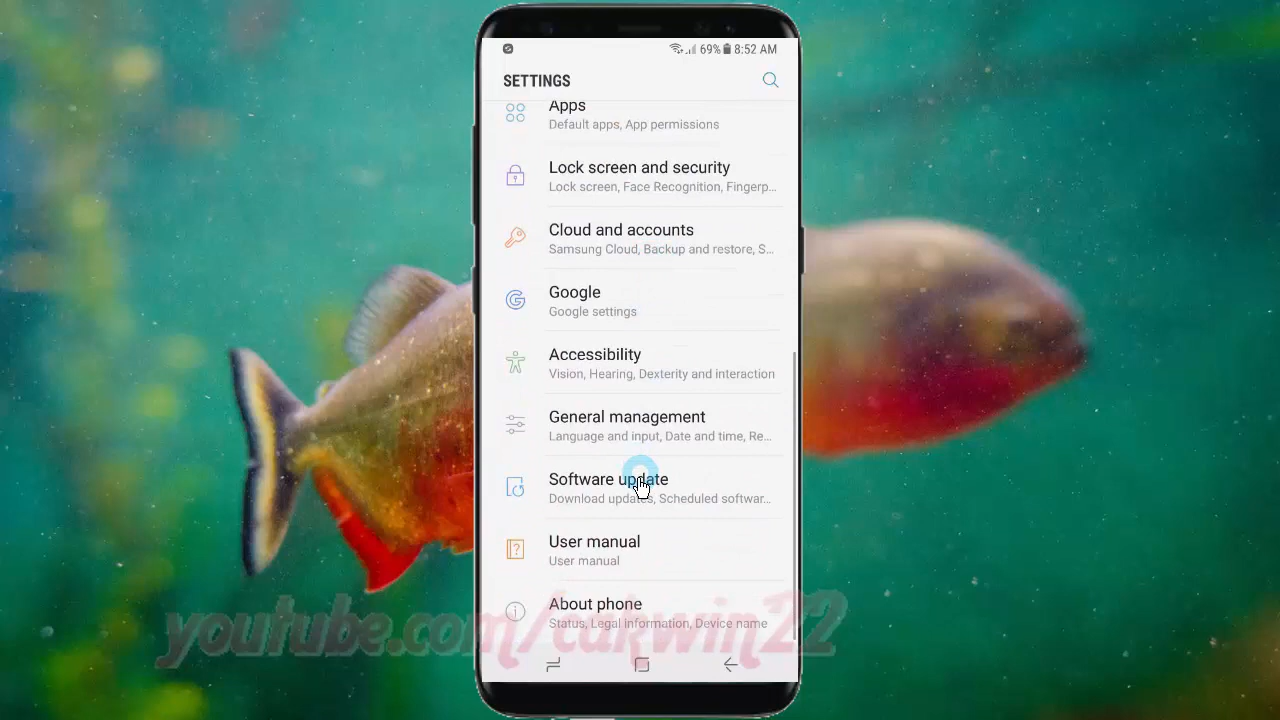 69% 8:52 AM
SETTINGS
Apps
Default apps, App permissions
Lock screen and security
Lock screen, Face Recognition, Fingerp...
Cloud and accounts
Samsung Cloud, Backup and restore, S...
Google
Google settings
Accessibility
Vision, Hearing, Dexterity and interaction
General management
Language and input, Date and time, Re...
Software update
Download updates, Scheduled softwar...
User manual
User manual
About phone
Status, Legal information, Device name
youtube.com/cakwin22